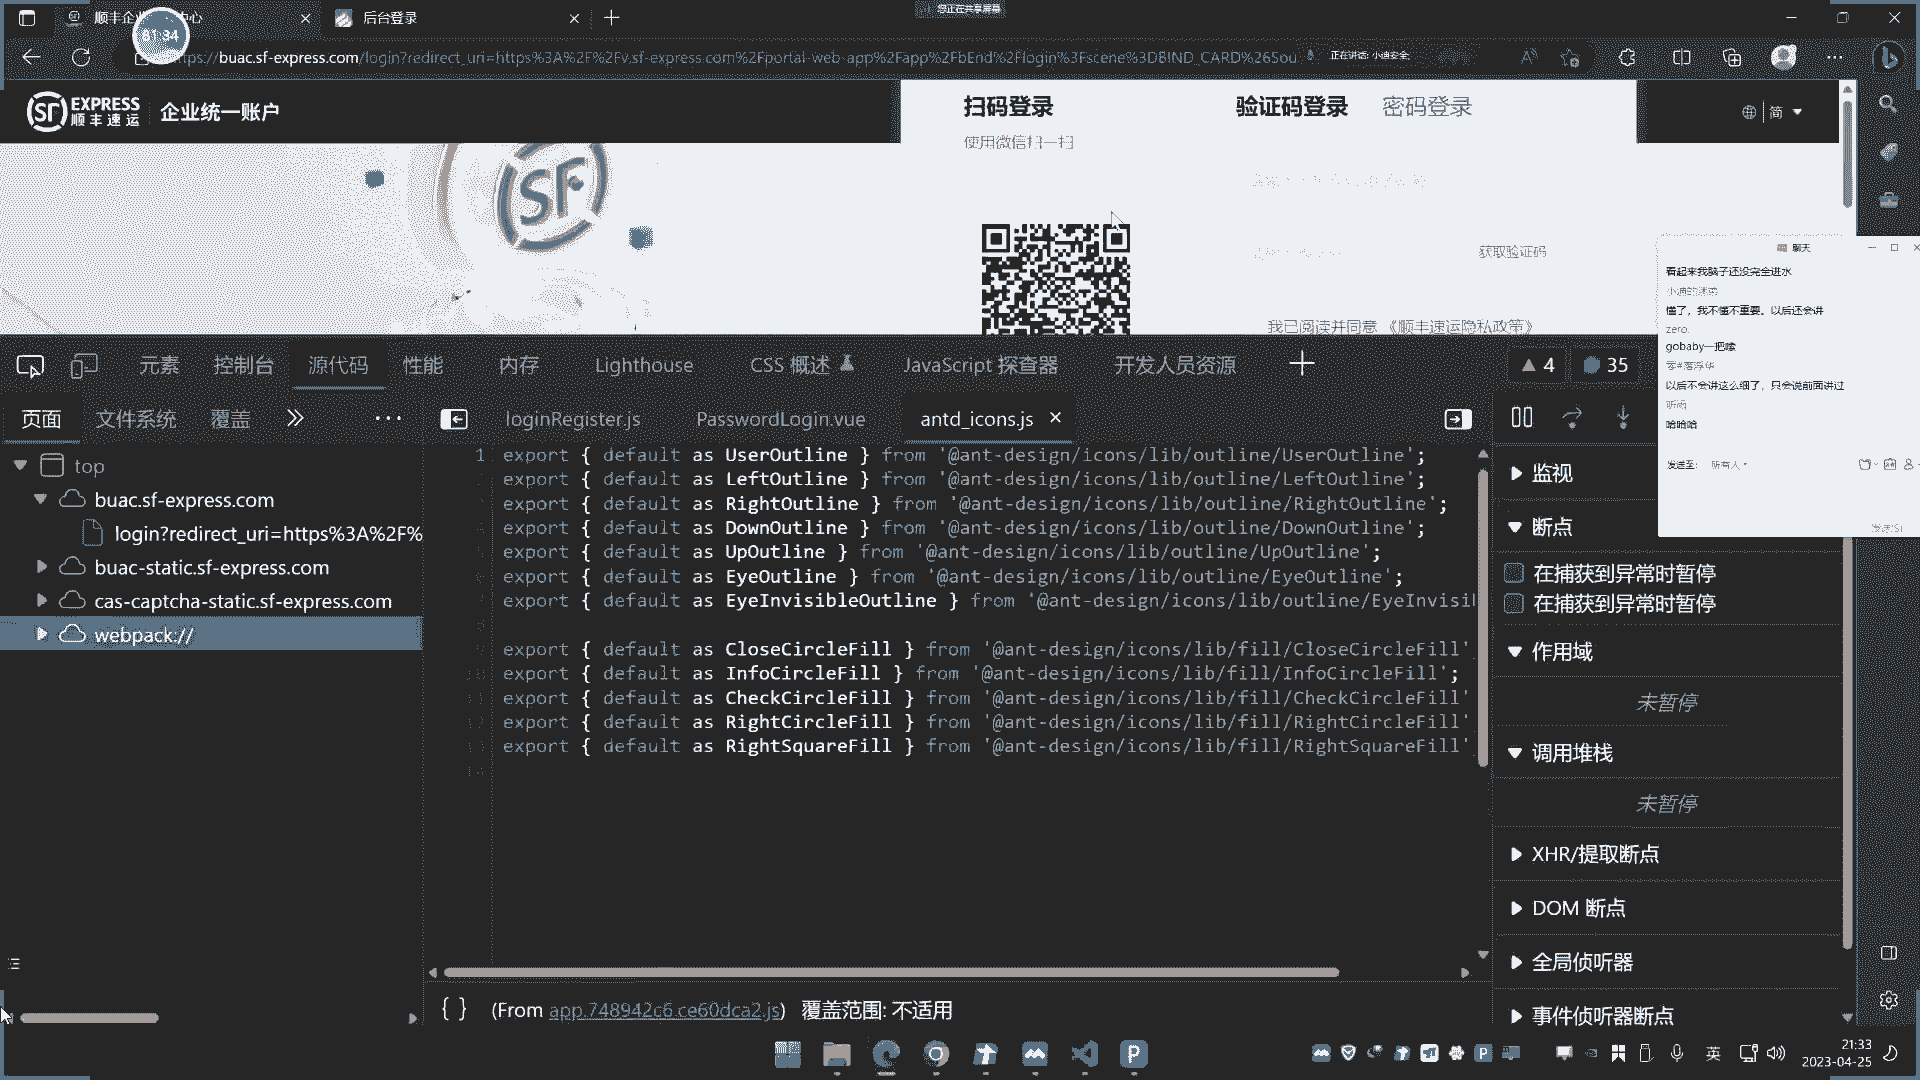 顺丰企业
心
后台登录
您正在共享屏幕
81:34
buac.sf-express.com/login?redirect_uri=https%3A%2F%2Fv.sf-express.com%2Fportal-web-app%2Fapp%2FbEnd%2Flogin%3Fscene%3DBIND_CARD%26Sou...
正在讲话: 小迪安全
SF EXPRESS
顺丰速运
企业统一账户
扫码登录
使用微信扫一扫
验证码登录 密码登录
获取验证码
我已阅读并同意 《顺丰速运隐私政策》
简
SF
聊天
看起来我脑子还没完全进水
懂了，我不懂不重要。以后还会讲
zero.
gobaby一把嗦
以后不会讲这么细了，只会说前面讲过
听雨
哈哈哈
发送至: 所有人
元素 控制台 源代码 性能 内存 Lighthouse CSS 概述 JavaScript 探查器 开发人员资源
4
35
页面 文件系统 覆盖
loginRegister.js PasswordLogin.vue antd_icons.js
top
buac.sf-express.com
login?redirect_uri=https%3A%2F%
buac-static.sf-express.com
cas-captcha-static.sf-express.com
webpack://
1 export { default as UserOutline } from '@ant-design/icons/lib/outline/UserOutline';
export { default as LeftOutline } from '@ant-design/icons/lib/outline/LeftOutline';
export { default as RightOutline } from '@ant-design/icons/lib/outline/RightOutline';
export { default as DownOutline } from '@ant-design/icons/lib/outline/DownOutline';
export { default as UpOutline } from '@ant-design/icons/lib/outline/UpOutline';
export { default as EyeOutline } from '@ant-design/icons/lib/outline/EyeOutline';
export { default as EyeInvisibleOutline } from '@ant-design/icons/lib/outline/EyeInvisil
export { default as CloseCircleFill } from '@ant-design/icons/lib/fill/CloseCircleFill'
export { default as InfoCircleFill } from '@ant-design/icons/lib/fill/InfoCircleFill';
export { default as CheckCircleFill } from '@ant-design/icons/lib/fill/CheckCircleFill'
export { default as RightCircleFill } from '@ant-design/icons/lib/fill/RightCircleFill'
export { default as RightSquareFill } from '@ant-design/icons/lib/fill/RightSquareFill'
{ } (From app.748942c6.ce60dca2.js) 覆盖范围: 不适用
监视
断点
在捕获到异常时暂停
在捕获到异常时暂停
作用域
未暂停
调用堆栈
未暂停
XHR/提取断点
DOM 断点
全局侦听器
事件侦听器断点
英
21:33
2023-04-25